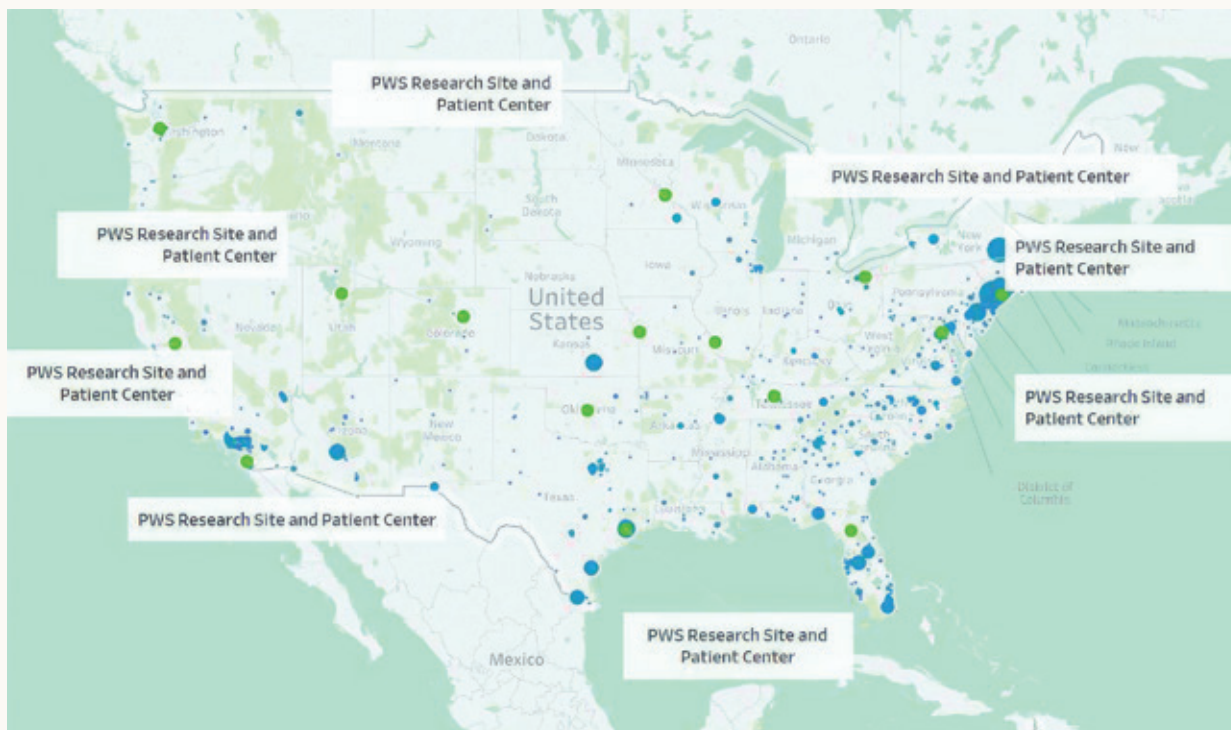 Ontario
PWS Research Site and
Patient Center
Montana
Dakota
Minnesota
New
PWS Research Site and Patient Center
South
Dakota
Wisconsin
Michigan
New
York
PWS Research Site and
Patient Center
Wyoming
PWS Research Site and
Patient Center
Iowa
Nebraska
United
States
Illinois
Indiana
Ohio
Pennsylvania
Nevada
Utah
Colorado
Kansas
Missouri
West
Virginia
Kentucky
Massachusetts
Rhode Island
Connecticut
PWS Research Site and
Patient Center
PWS Research Site and
Patient Center
Oklahoma
Tennessee
Arkansas
Arizona
New
Mexico
Mississippi
Alabama
Georgia
South
Carolina
Texas
Louisiana
District of
Columbia
PWS Research Site and Patient Center
PWS Research Site and
Patient Center
Mexico